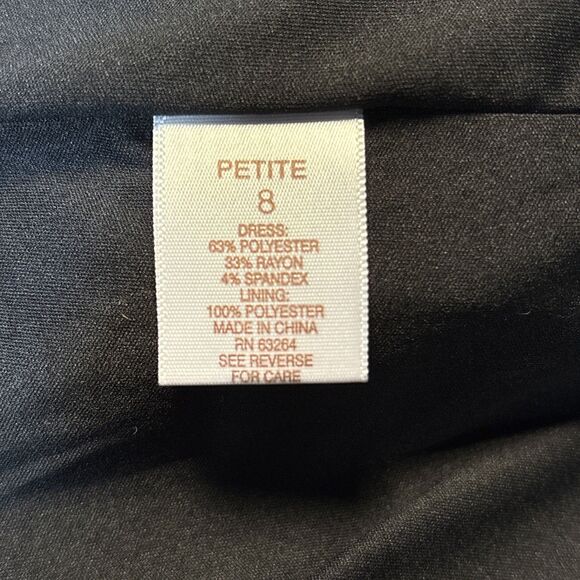 PETITE
8
DRESS:
63% POLYESTER
33% RAYON
4% SPANDEX
LINING:
100% POLYESTER
MADE IN CHINA
RN 63264
SEE REVERSE
FOR CARE